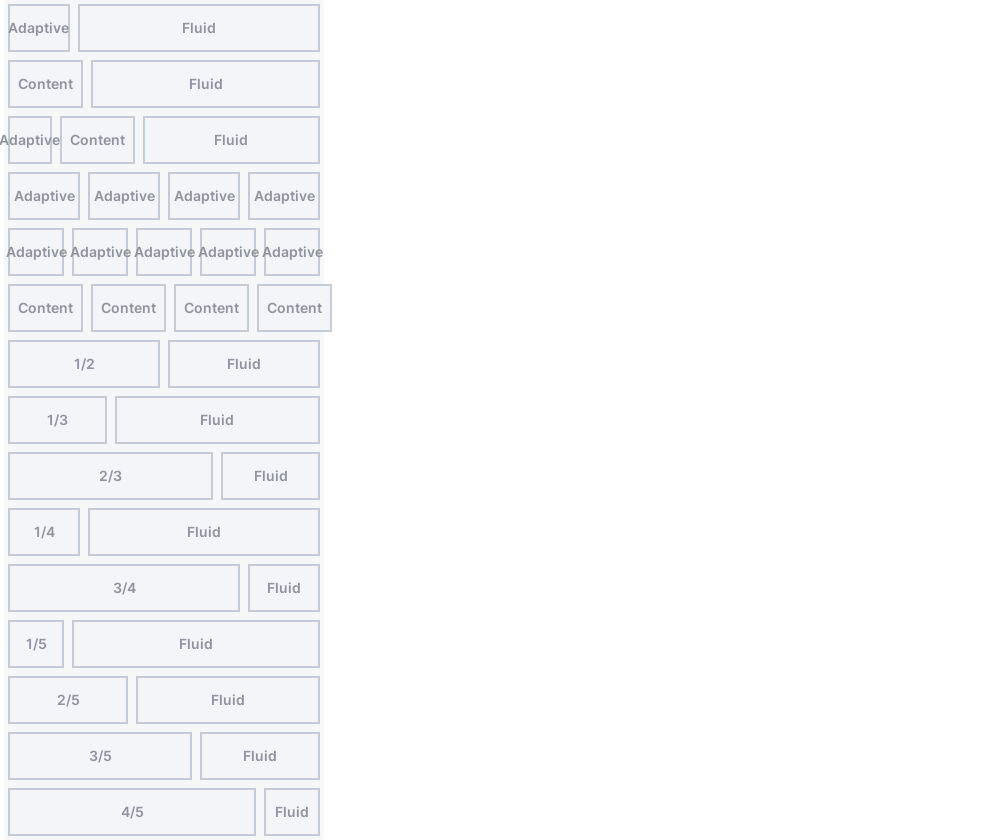 Adaptive Fluid
Content Fluid
Adaptive Content Fluid
Adaptive Adaptive Adaptive Adaptive
Adaptive Adaptive Adaptive Adaptive Adaptive
Content Content Content Content
1/2 Fluid
1/3 Fluid
2/3 Fluid
1/4 Fluid
3/4 Fluid
1/5 Fluid
2/5 Fluid
3/5 Fluid
4/5 Fluid